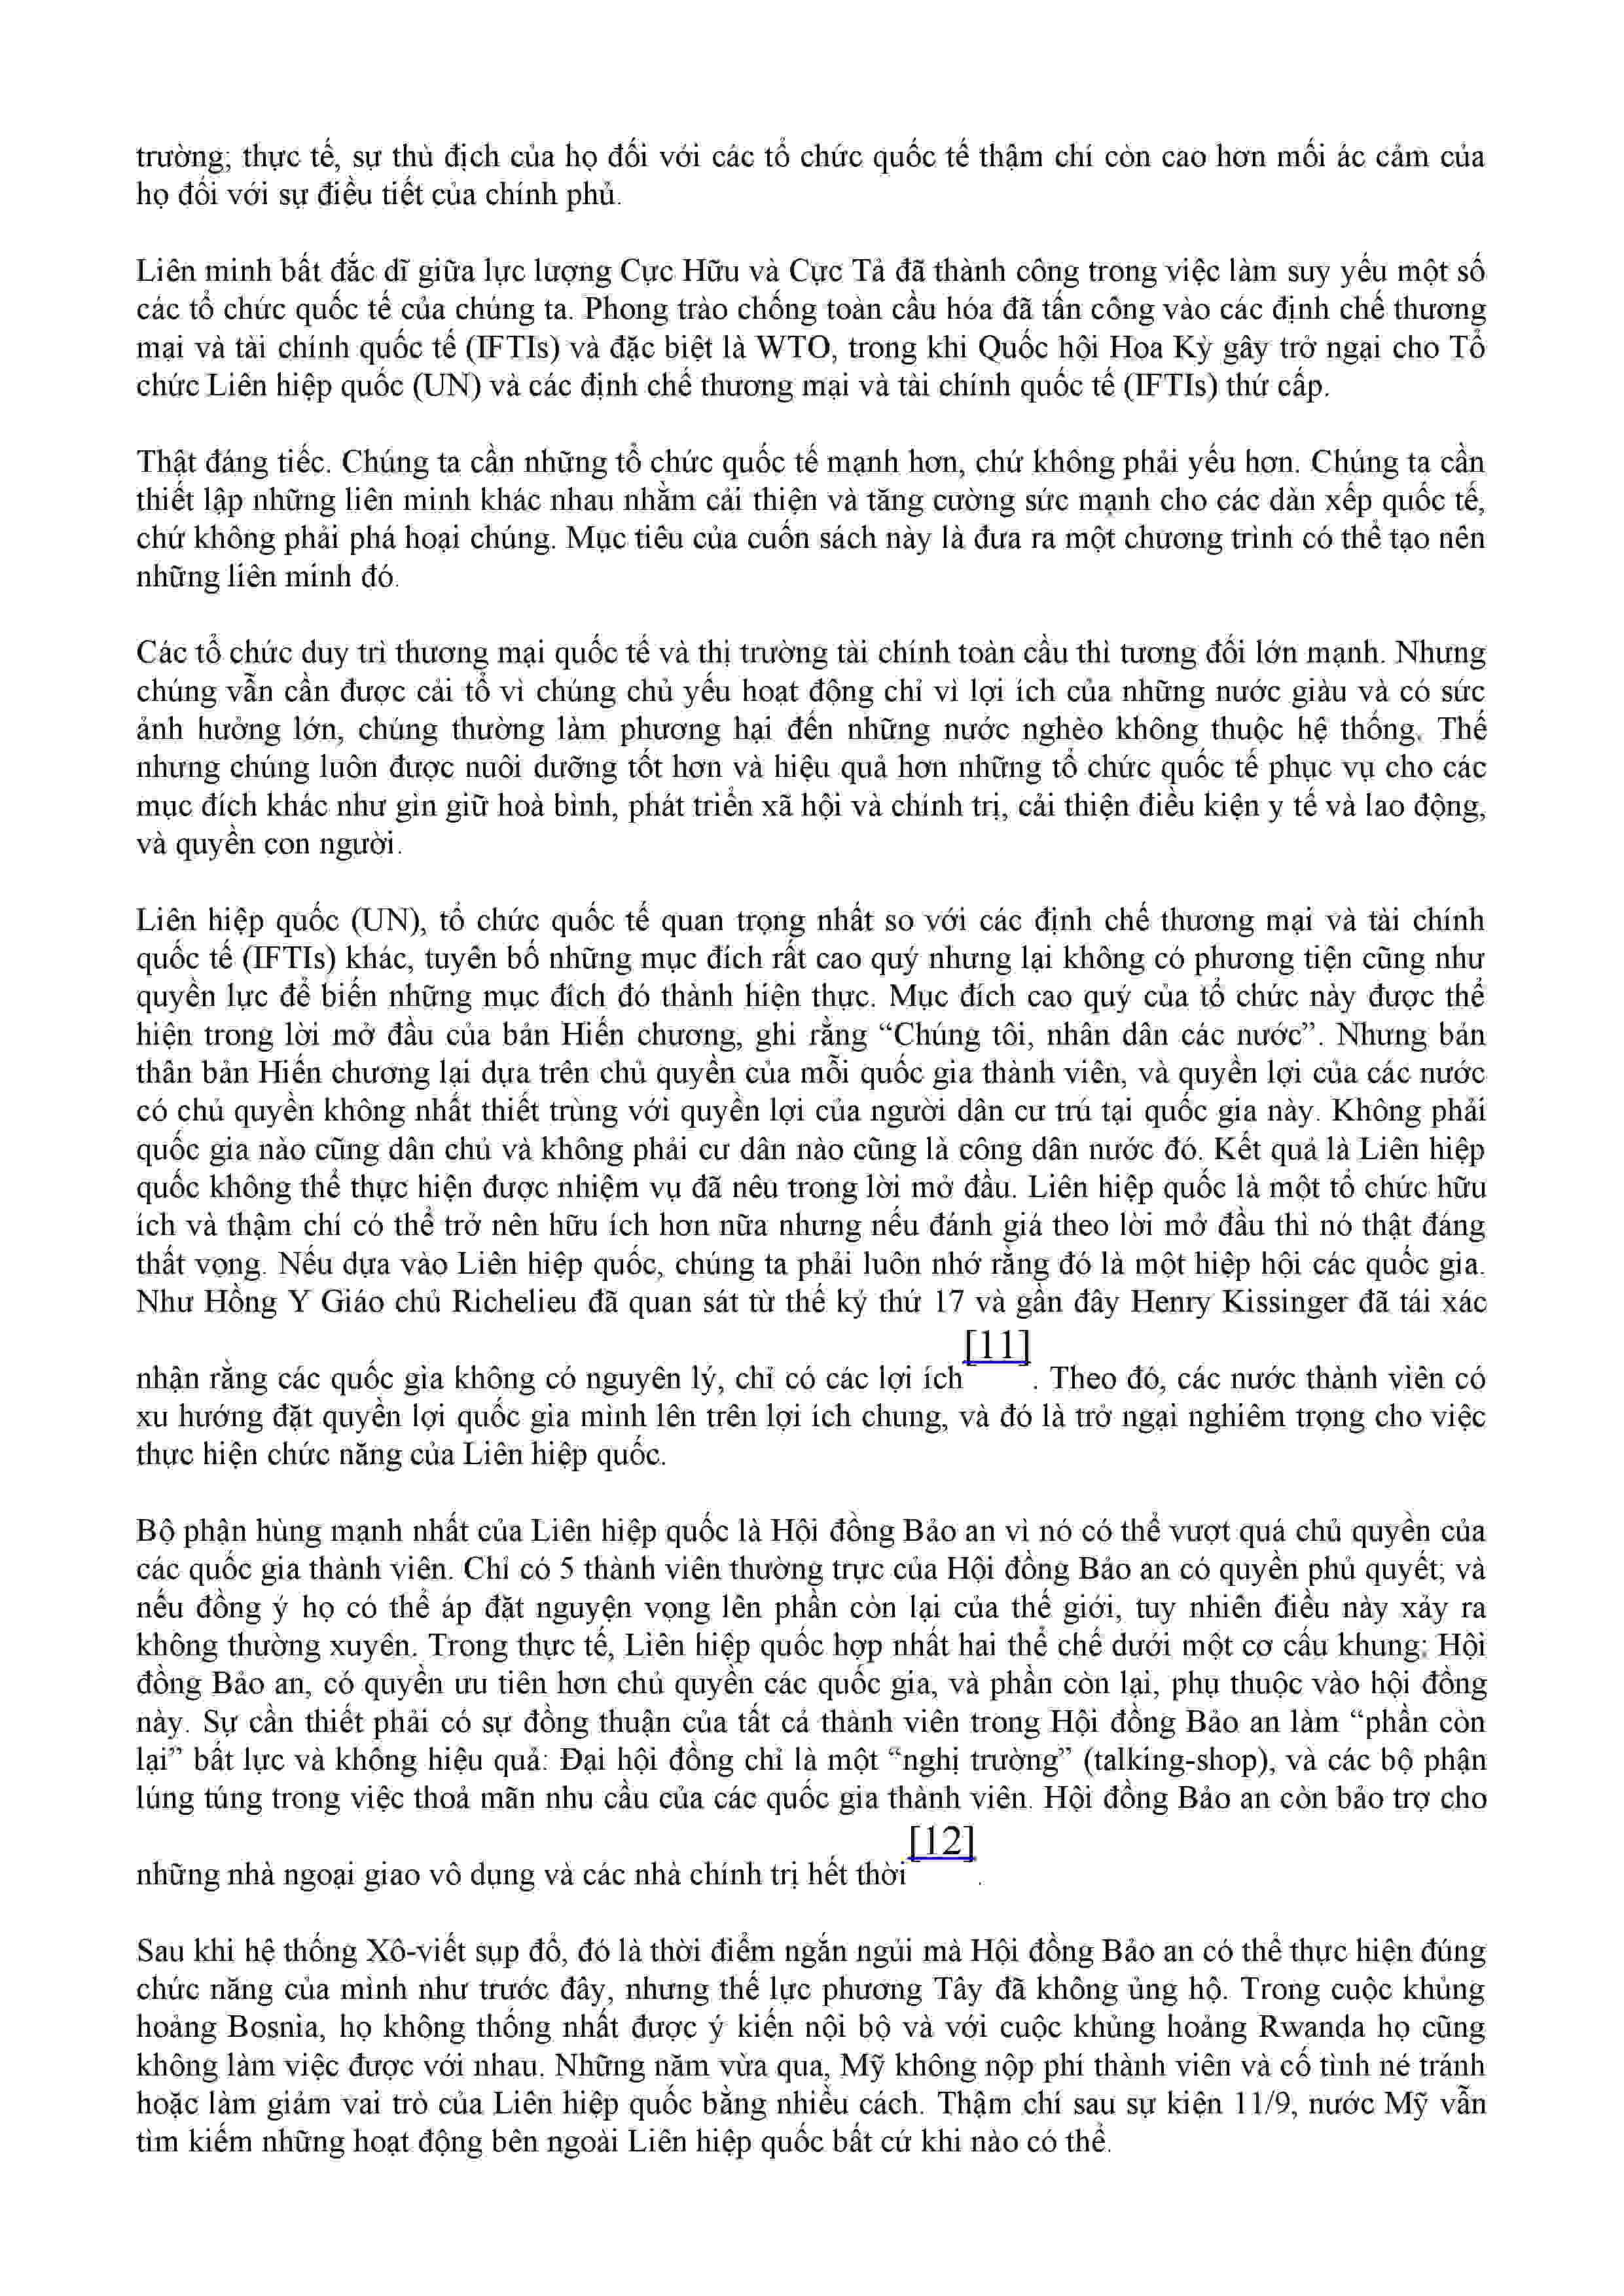 trường; thực tế, sự thù địch của họ đối với các tổ chức quốc tế thậm chí còn cao hơn mối ác cảm của
họ đối với sự điều tiết của chính phủ.
Liên minh bất đắc dĩ giữa lực lượng Cực Hữu và Cực Tả đã thành công trong việc làm suy yếu một số
các tổ chức quốc tế của chúng ta. Phong trào chống toàn cầu hóa đã tấn công vào các định chế thương
mại và tài chính quốc tế (IFTIs) và đặc biệt là WTO, trong khi Quốc hội Hoa Kỳ gây trở ngại cho Tổ
chức Liên hiệp quốc (UN) và các định chế thương mại và tài chính quốc tế (IFTIs) thứ cấp.
Thật đáng tiếc. Chúng ta cần những tổ chức quốc tế mạnh hơn, chứ không phải yếu hơn. Chúng ta cần
thiết lập những liên minh khác nhau nhằm cải thiện và tăng cường sức mạnh cho các dàn xếp quốc tế,
chứ không phải phá hoại chúng. Mục tiêu của cuốn sách này là đưa ra một chương trình có thể tạo nên
những liên minh đó.
Các tổ chức duy trì thương mại quốc tế và thị trường tài chính toàn cầu thì tương đối lớn mạnh. Nhưng
chúng vẫn cần được cải tổ vì chúng chủ yếu hoạt động chỉ vì lợi ích của những nước giàu và có sức
ảnh hưởng lớn, chúng thường làm phương hại đến những nước nghèo không thuộc hệ thống. Thế
nhưng chúng luôn được nuôi dưỡng tốt hơn và hiệu quả hơn những tổ chức quốc tế phục vụ cho các
mục đích khác như gìn giữ hoà bình, phát triển xã hội và chính trị, cải thiện điều kiện y tế và lao động,
và quyền con người.
Liên hiệp quốc (UN), tổ chức quốc tế quan trọng nhất so với các định chế thương mại và tài chính
quốc tế (IFTIs) khác, tuyên bố những mục đích rất cao quý nhưng lại không có phương tiện cũng như
quyền lực để biến những mục đích đó thành hiện thực. Mục đích cao quý của tổ chức này được thể
hiện trong lời mở đầu của bản Hiến chương, ghi rằng “Chúng tôi, nhân dân các nước”. Nhưng bản
thân bản Hiến chương lại dựa trên chủ quyền của mỗi quốc gia thành viên, và quyền lợi của các nước
có chủ quyền không nhất thiết trùng với quyền lợi của người dân cư trú tại quốc gia này. Không phải
quốc gia nào cũng dân chủ và không phải cư dân nào cũng là công dân nước đó. Kết quả là Liên hiệp
quốc không thể thực hiện được nhiệm vụ đã nêu trong lời mở đầu. Liên hiệp quốc là một tổ chức hữu
ích và thậm chí có thể trở nên hữu ích hơn nữa nhưng nếu đánh giá theo lời mở đầu thì nó thật đáng
thất vọng. Nếu dựa vào Liên hiệp quốc, chúng ta phải luôn nhớ rằng đó là một hiệp hội các quốc gia.
Như Hồng Y Giáo chủ Richelieu đã quan sát từ thế kỷ thứ 17 và gần đây Henry Kissinger đã tái xác
nhận rằng các quốc gia không có nguyên lý, chỉ có các lợi ích[11]. Theo đó, các nước thành viên có
xu hướng đặt quyền lợi quốc gia mình lên trên lợi ích chung, và đó là trở ngại nghiêm trọng cho việc
thực hiện chức năng của Liên hiệp quốc.
Bộ phận hùng mạnh nhất của Liên hiệp quốc là Hội đồng Bảo an vì nó có thể vượt quá chủ quyền của
các quốc gia thành viên. Chỉ có 5 thành viên thường trực của Hội đồng Bảo an có quyền phủ quyết; và
nếu đồng ý họ có thể áp đặt nguyện vọng lên phần còn lại của thế giới, tuy nhiên điều này xảy ra
không thường xuyên. Trong thực tế, Liên hiệp quốc hợp nhất hai thể chế dưới một cơ cấu khung: Hội
đồng Bảo an, có quyền ưu tiên hơn chủ quyền các quốc gia, và phần còn lại, phụ thuộc vào hội đồng
này. Sự cần thiết phải có sự đồng thuận của tất cả thành viên trong Hội đồng Bảo an làm “phần còn
lại” bất lực và không hiệu quả: Đại hội đồng chỉ là một “nghị trường” (talking-shop), và các bộ phận
lúng túng trong việc thoả mãn nhu cầu của các quốc gia thành viên. Hội đồng Bảo an còn bảo trợ cho
những nhà ngoại giao vô dụng và các nhà chính trị hết thời[12].
Sau khi hệ thống Xô-viết sụp đổ, đó là thời điểm ngắn ngủi mà Hội đồng Bảo an có thể thực hiện đúng
chức năng của mình như trước đây, nhưng thế lực phương Tây đã không ủng hộ. Trong cuộc khủng
hoảng Bosnia, họ không thống nhất được ý kiến nội bộ và với cuộc khủng hoảng Rwanda họ cũng
không làm việc được với nhau. Những năm vừa qua, Mỹ không nộp phí thành viên và cố tình né tránh
hoặc làm giảm vai trò của Liên hiệp quốc bằng nhiều cách. Thậm chí sau sự kiện 11/9, nước Mỹ vẫn
tìm kiếm những hoạt động bên ngoài Liên hiệp quốc bất cứ khi nào có thể.